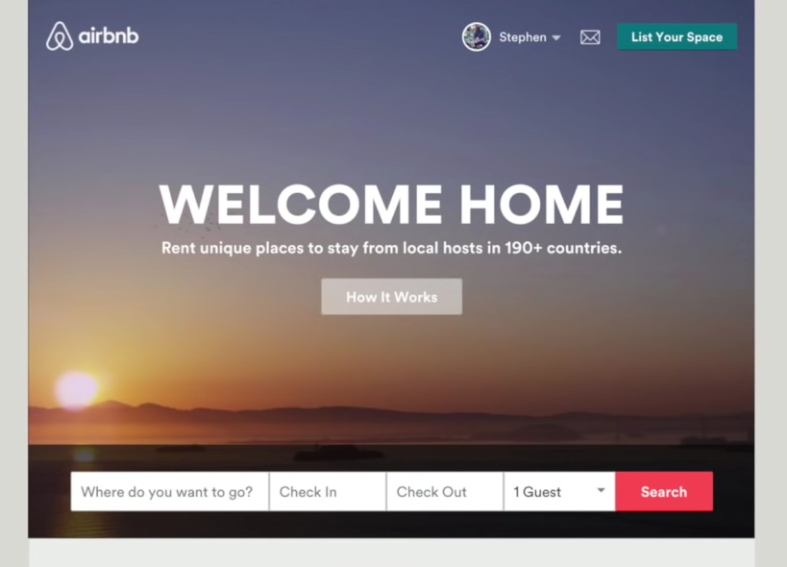 airbnb
Stephen
List Your Space
WELCOME HOME
Rent unique places to stay from local hosts in 190+ countries.
How It Works
Where do you want to go?
Check In
Check Out
1 Guest
Search